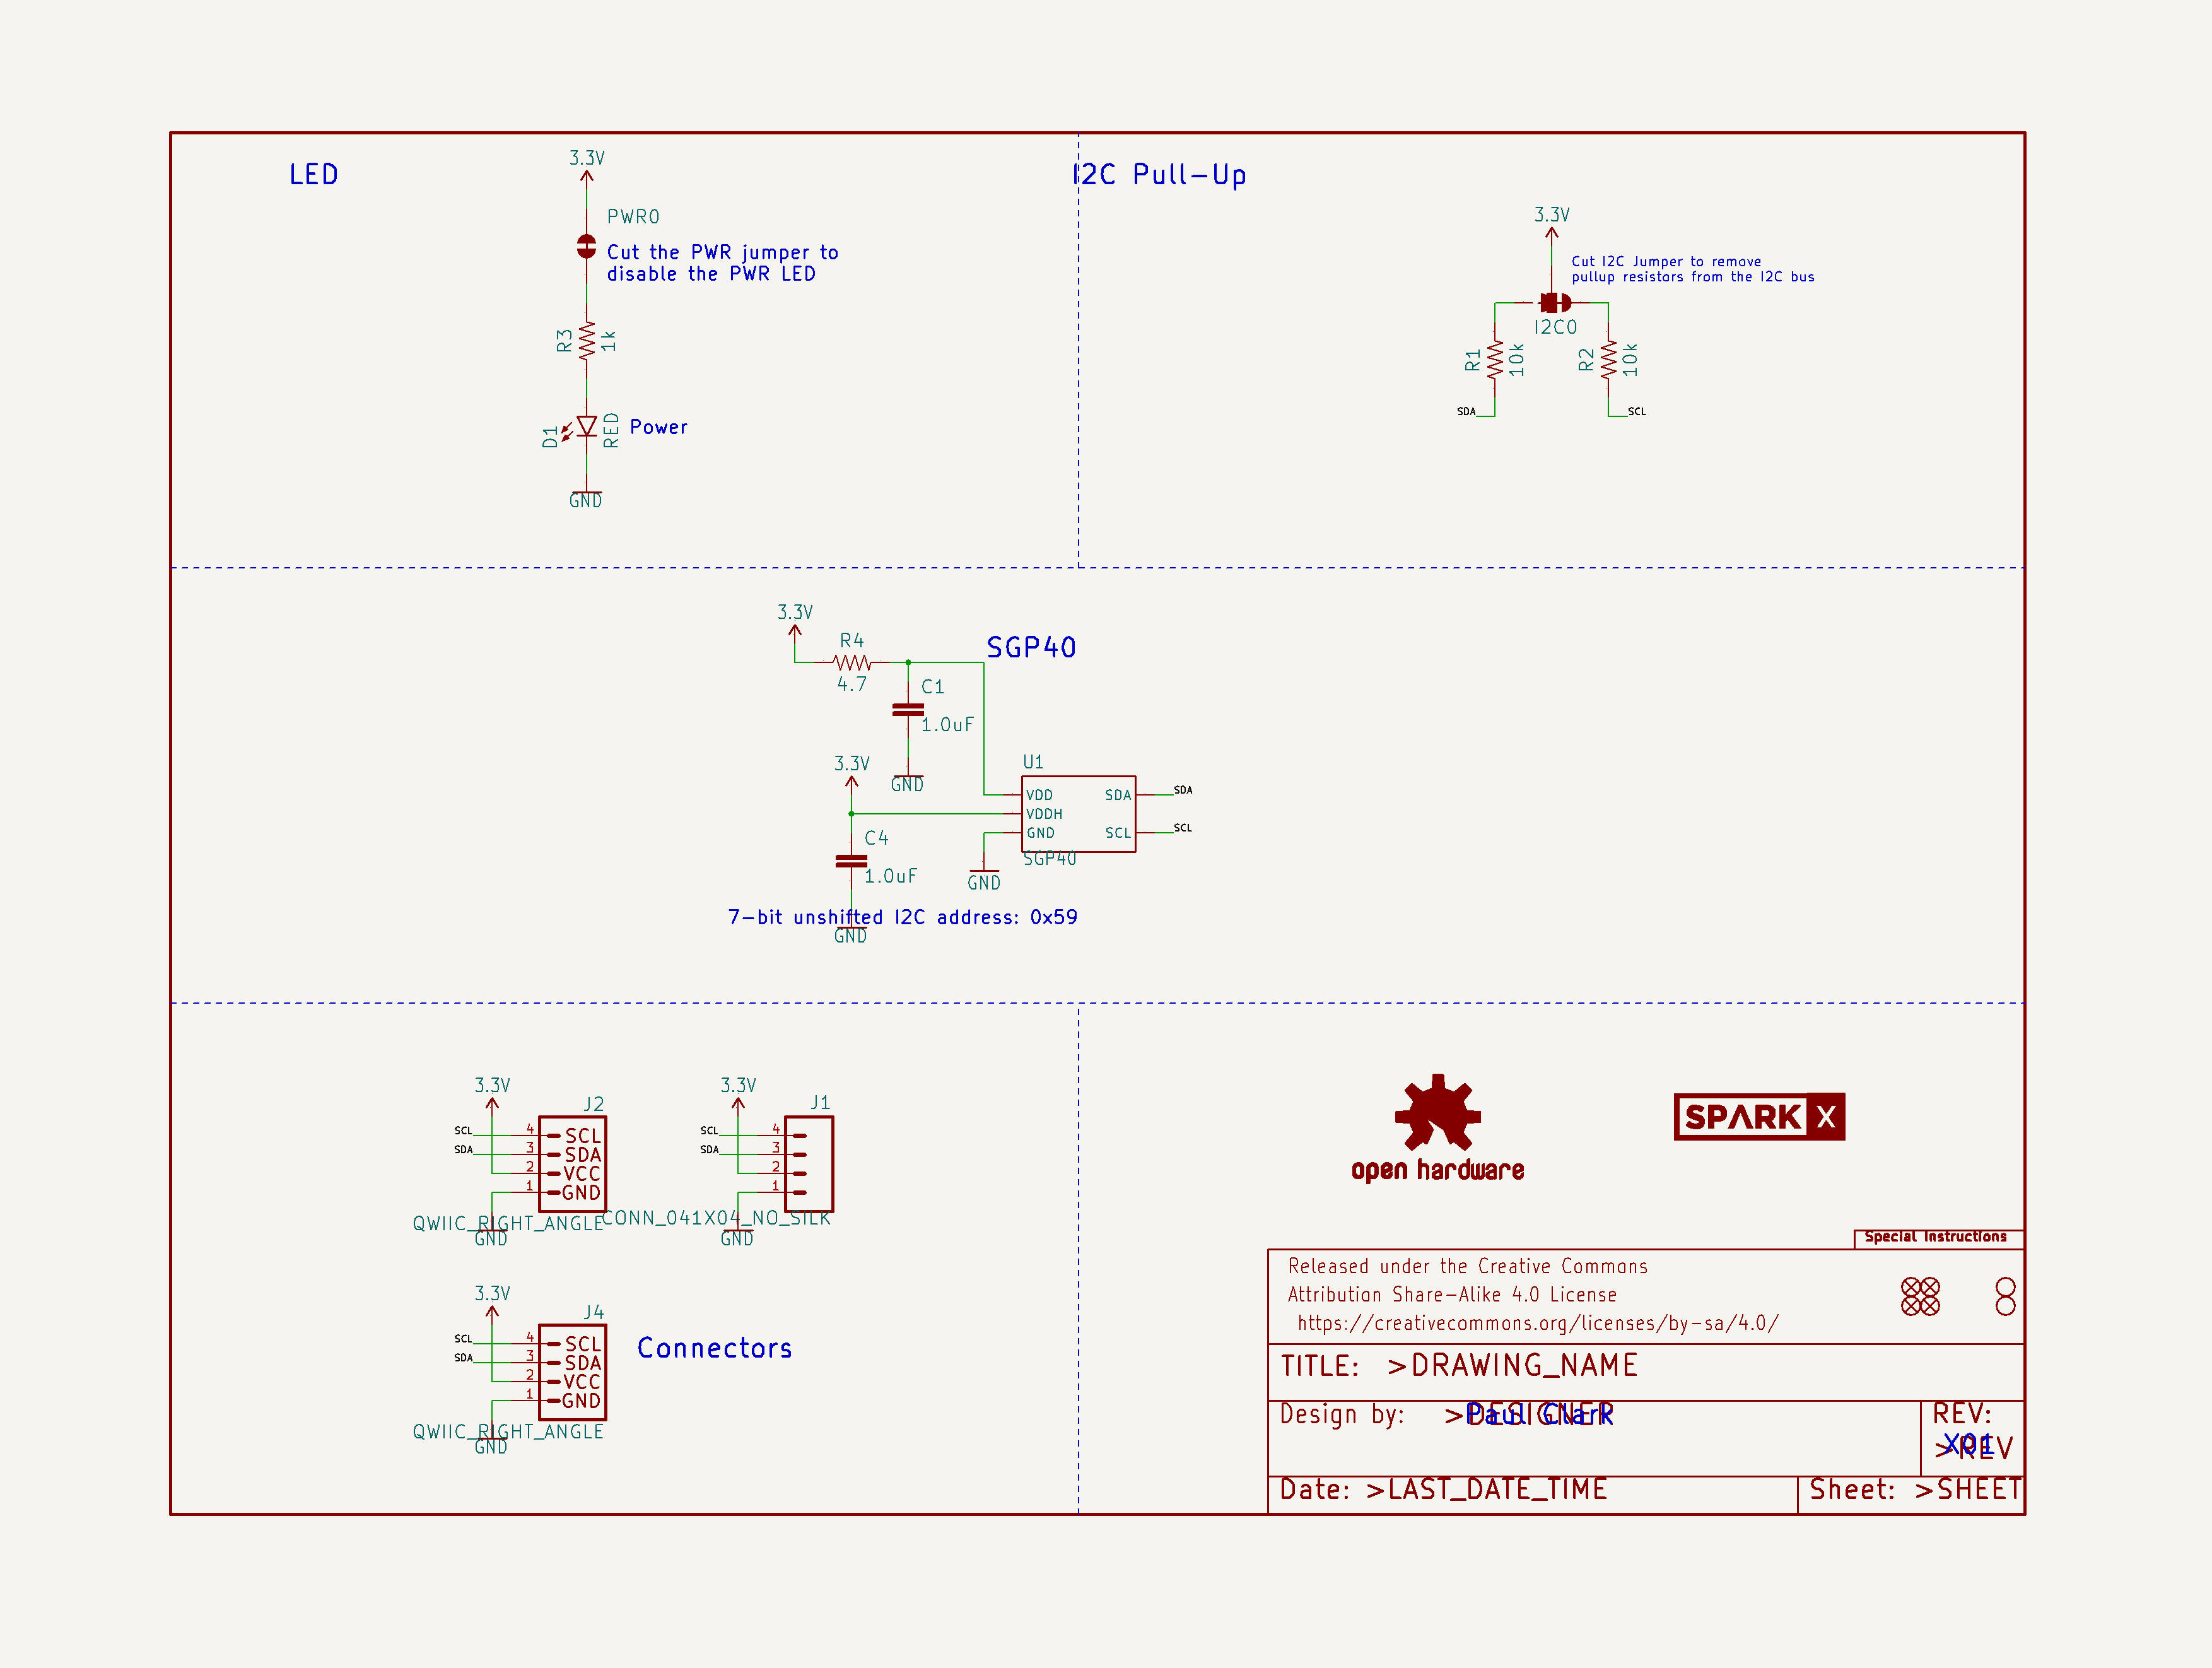 LED
3.3V
PWR0
Cut the PWR jumper to
disable the PWR LED
R3
1k
D1
RED
Power
GND
I2C Pull-Up
3.3V
Cut I2C Jumper to remove
pullup resistors from the I2C bus
I2C0
R1
10k
R2
10k
SDA
SCL
3.3V
R4
4.7
SGP40
C1
1.0uF
GND
3.3V
U1
VDD
SDA
SDA
VDDH
GND
SCL
SCL
SGP40
C4
1.0uF
GND
7-bit unshifted I2C address: 0x59
GND
3.3V
J2
SCL
4
SCL
SDA
3
SDA
2
VCC
1
GND
QWIIC_RIGHT_ANGLE
GND
3.3V
J1
SCL
4
SDA
3
2
1
CONN_041X04_NO_SILK
GND
3.3V
J4
SCL
4
SCL
SDA
3
SDA
2
VCC
1
GND
QWIIC_RIGHT_ANGLE
GND
Connectors
open hardware
SPARK X
Special Instructions
Released under the Creative Commons
Attribution Share-Alike 4.0 License
https://creativecommons.org/licenses/by-sa/4.0/
TITLE: >DRAWING_NAME
Design by: >DESIGNER
Paul Clark
REV:
>REV
X01
Date: >LAST_DATE_TIME
Sheet: >SHEET